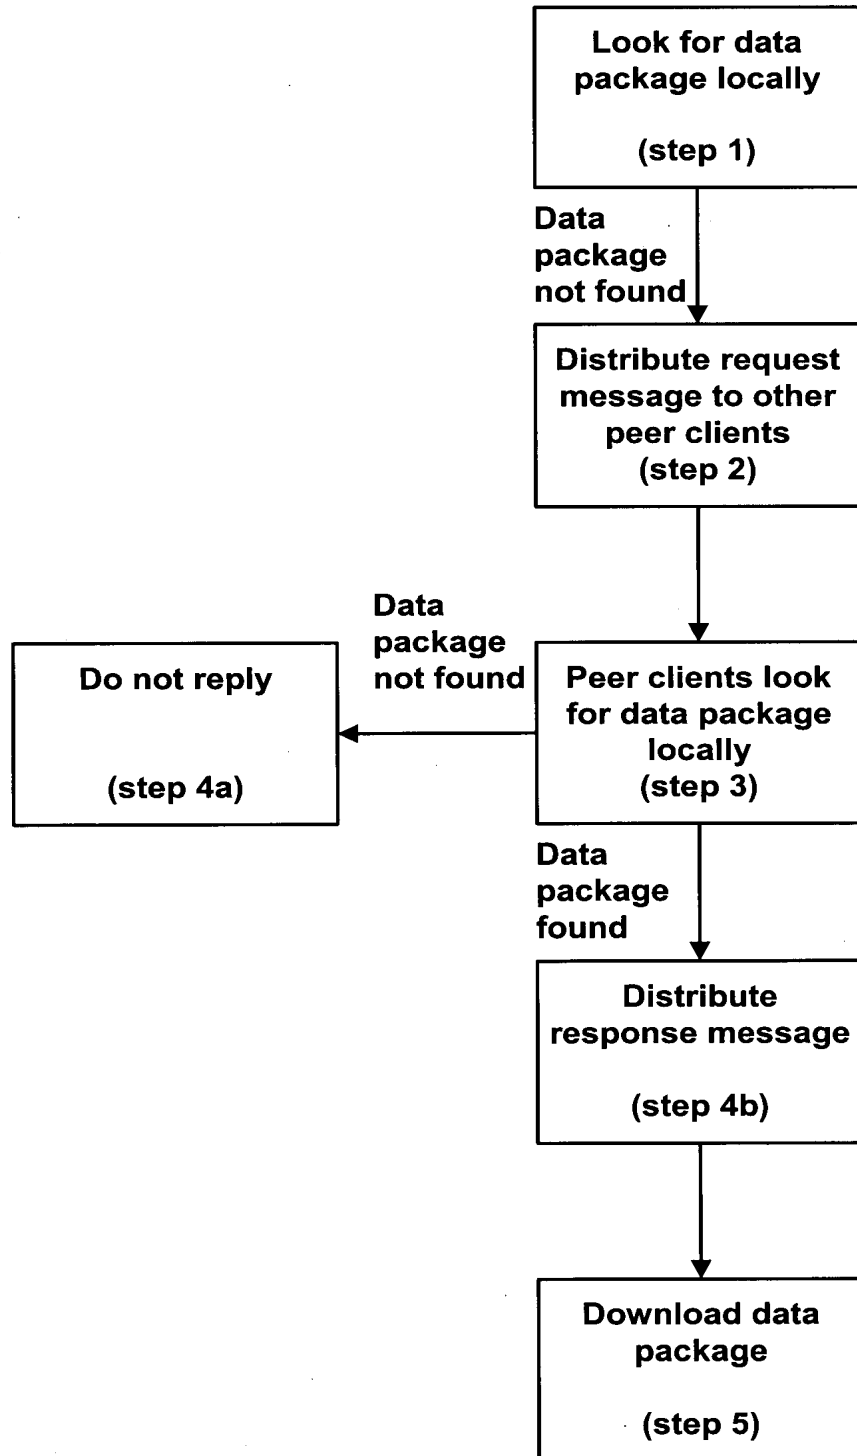 Look for data
package locally
(step 1)
Data
package
not found
Distribute request
message to other
peer clients
(step 2)
Data
package
not found
Do not reply
(step 4a)
Peer clients look
for data package
locally
(step 3)
Data
package
found
Distribute
response message
(step 4b)
Download data
package
(step 5)